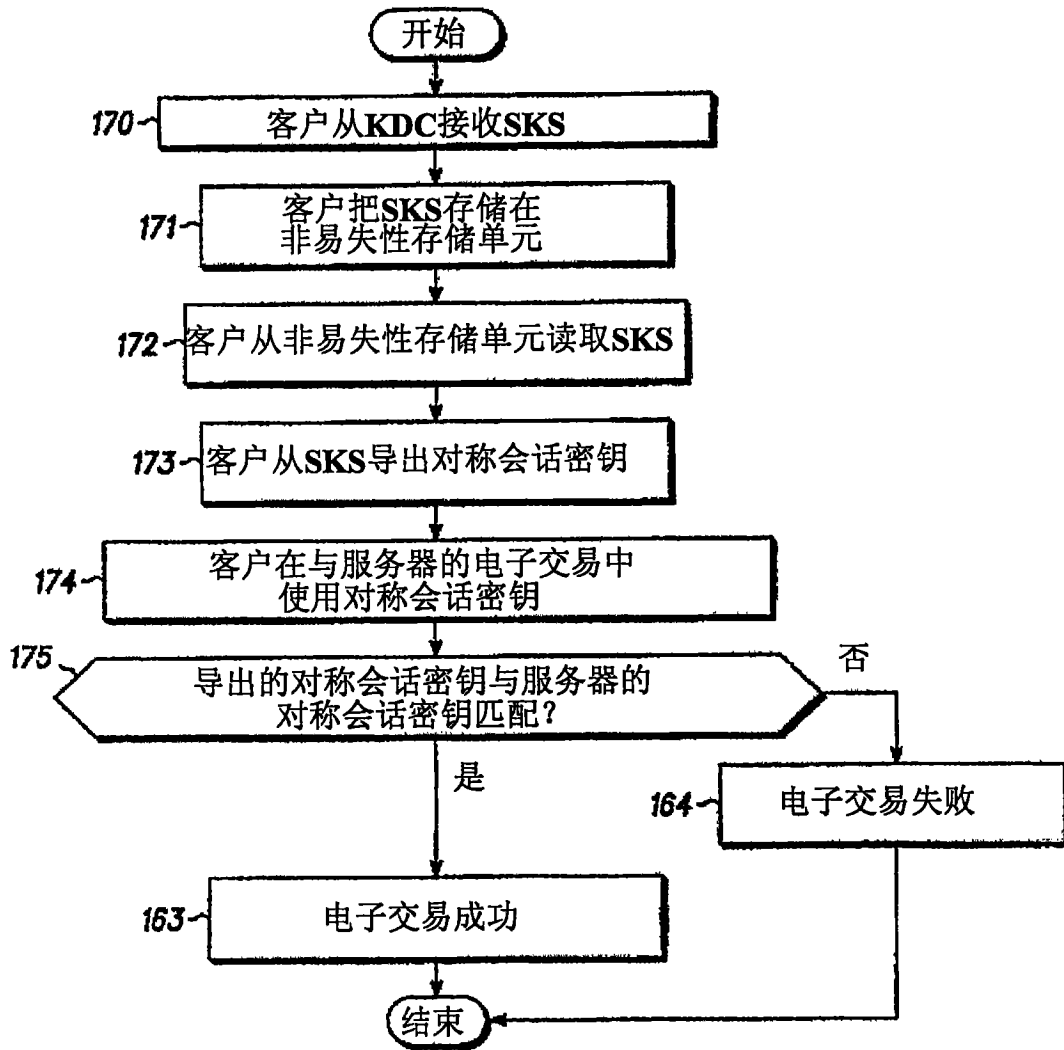 开始
170
客户从KDC接收SKS
171
客户把SKS存储在
非易失性存储单元
172
客户从非易失性存储单元读取SKS
173
客户从SKS导出对称会话密钥
174
客户在与服务器的电子交易中
使用对称会话密钥
175
导出的对称会话密钥与服务器的
对称会话密钥匹配？
否
是
164
电子交易失败
163
电子交易成功
结束